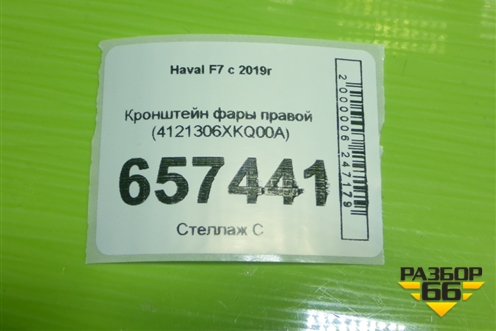 Haval F7 с 2019г
Кронштейн фары правой
(4121306XKQ00A)
657441
Стеллаж С
2000006247179
РАЗБОР
66